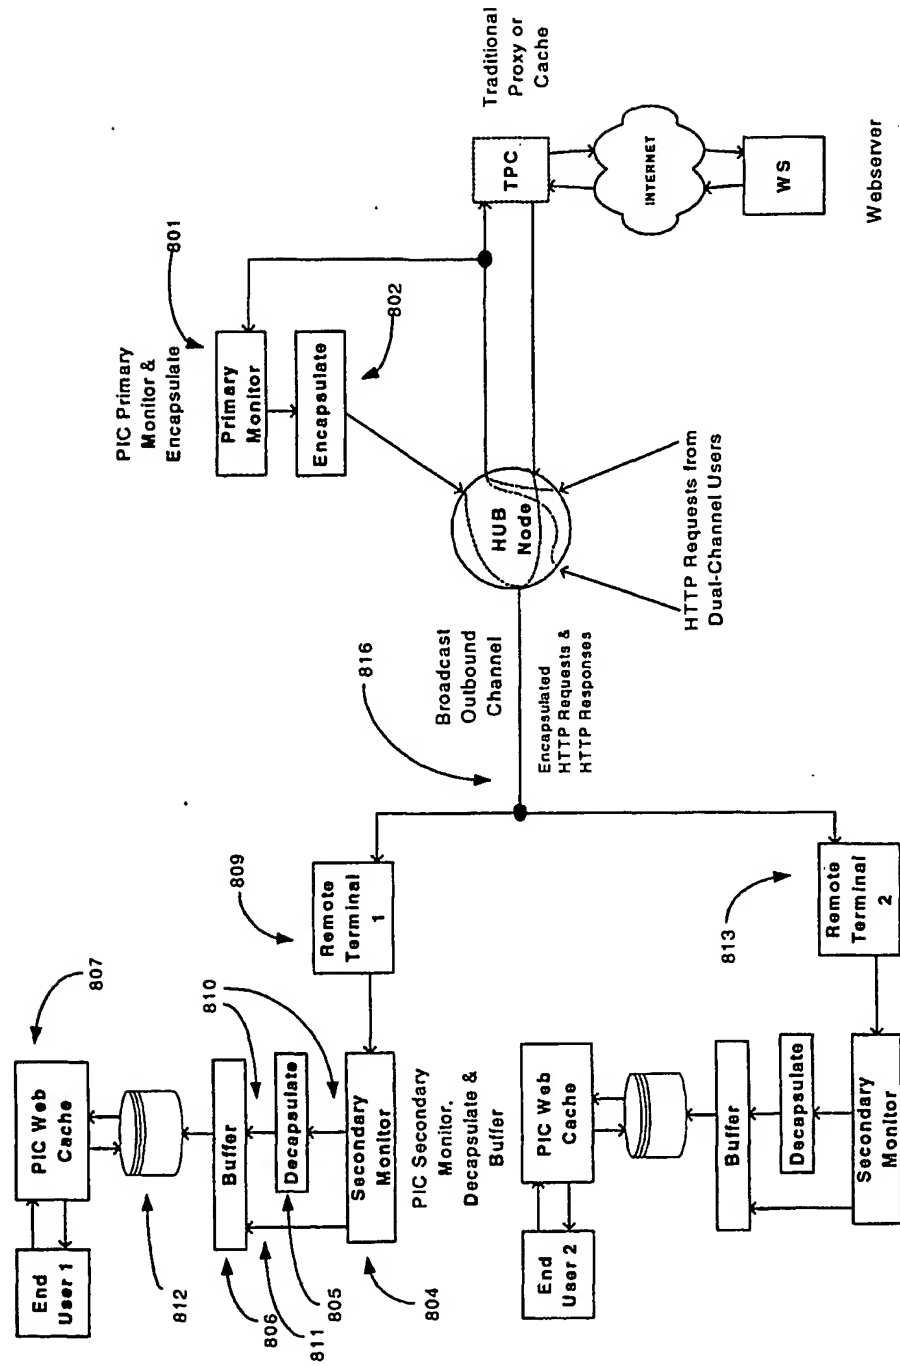 807
PIC Web
Cache
End
User 1
812
Buffer
806
810
Decapsulate
805
811
Secondary
Monitor
804
PIC Secondary
Monitor,
Decapsulate &
Buffer
809
Remote
Terminal
1
816
Broadcast
Outbound
Channel
Encapsulated
HTTP Requests &
HTTP Responses
PIC Primary
Monitor &
Encapsulate
801
Primary
Monitor
Encapsulate
802
HUB
Node
HTTP Requests from
Dual-Channel Users
TPC
Traditional
Proxy or
Cache
INTERNET
WS
Webserver
PIC Web
Cache
End
User 2
Buffer
Decapsulate
Secondary
Monitor
813
Remote
Terminal
2